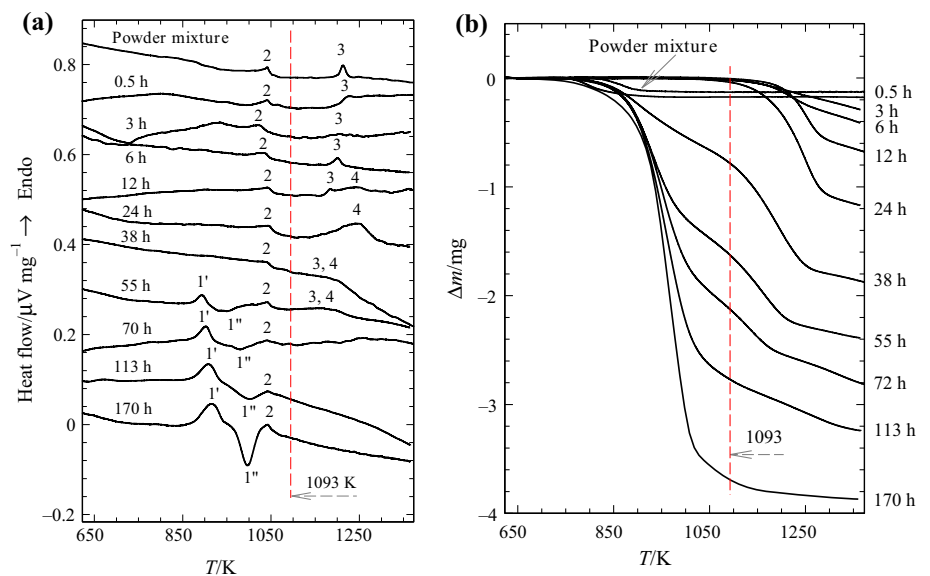 (a)
Powder mixture
2
3
0.8
0.5 h
2
3
3 h
2
3
0.6
6 h
2
3
12 h
2
3
4
24 h
2
4
0.4
38 h
2
3, 4
55 h
1'
1"
2
3, 4
0.2
70 h
1'
1"
2
113 h
1'
1"
2
170 h
1'
1"
2
0
–0.2
1093 K
650
850
1050
1250
T/K
Heat flow/μV mg⁻¹ → Endo
(b)
Powder mixture
0
–1
–2
–3
–4
Δm/mg
0.5 h
3 h
6 h
12 h
24 h
38 h
55 h
72 h
113 h
170 h
1093
650
850
1050
1250
T/K